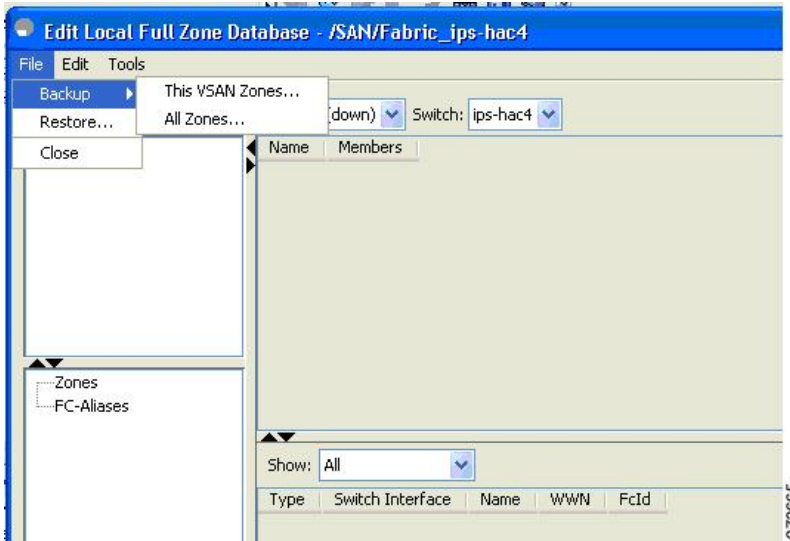 Edit Local Full Zone Database - /SAN/Fabric_ips-hac4
File Edit Tools
Backup This VSAN Zones...
Restore... All Zones... (down) Switch: ips-hac4
Close Name Members
Zones
FC-Aliases
Show: All
Type Switch Interface Name WWN FcId